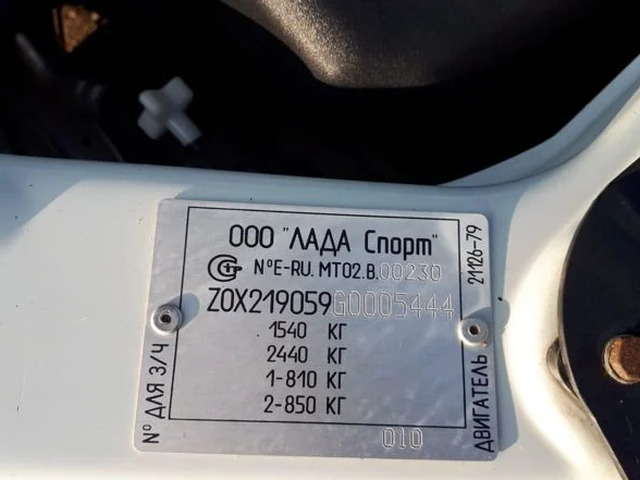 ООО "ЛАДА Спорт"
№E-RU.MT02.B.00230
Z0X219059G0005444
1540 КГ
2440 КГ
1-810 КГ
2-850 КГ
010
№ ДЛЯ З/Ч
ДВИГАТЕЛЬ 21126-79